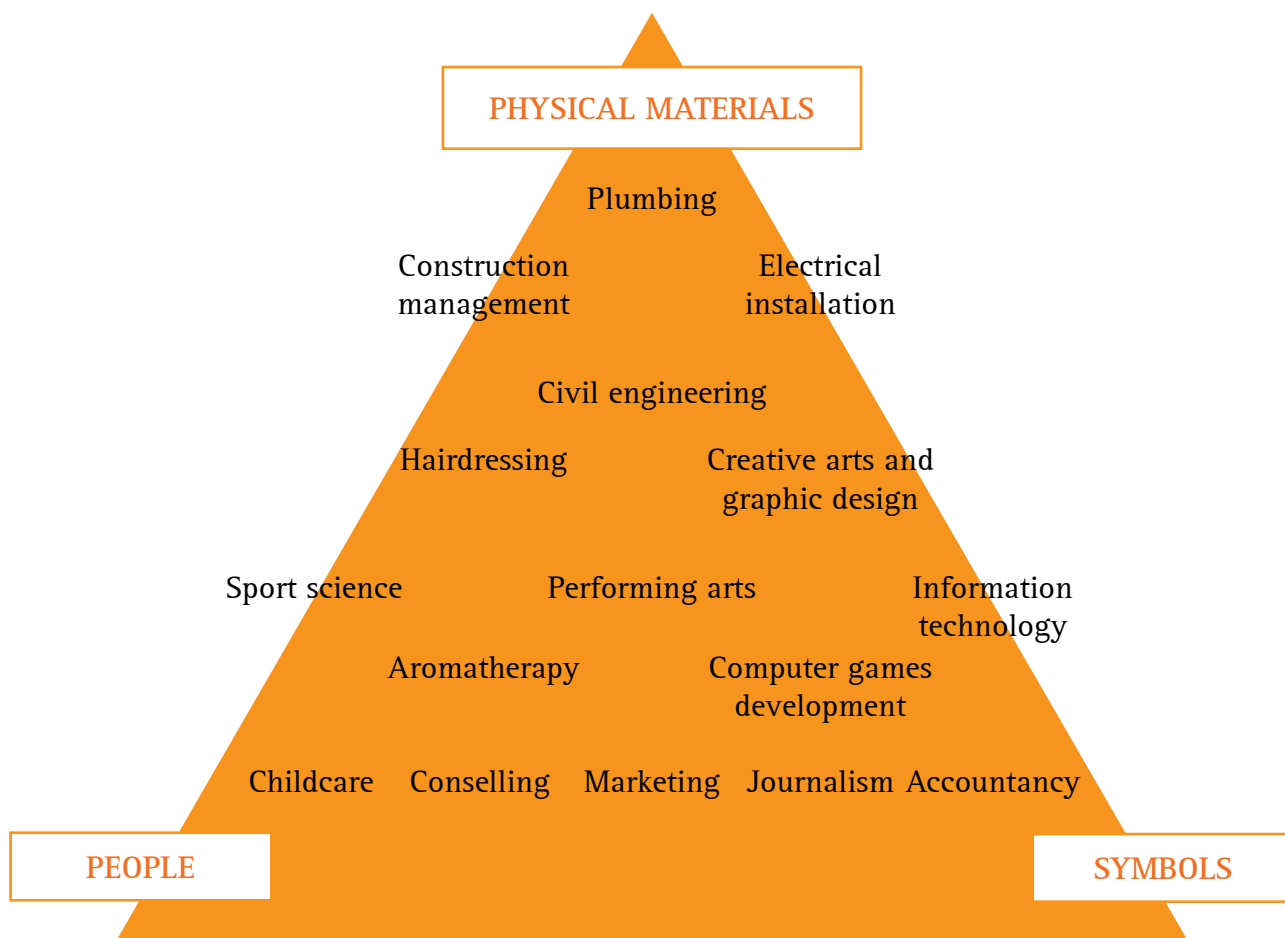 PHYSICAL MATERIALS
Plumbing
Construction
management
Electrical
installation
Civil engineering
Hairdressing
Creative arts and
graphic design
Sport science
Performing arts
Information
technology
Aromatherapy
Computer games
development
Childcare
Conselling
Marketing
Journalism
Accountancy
PEOPLE
SYMBOLS